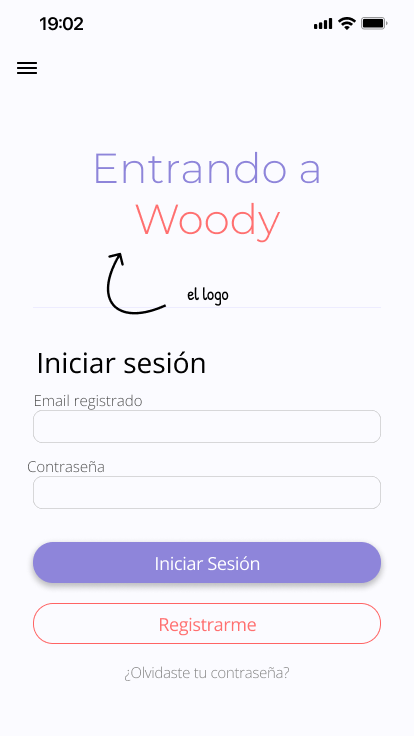 19:02
Entrando a
Woody
el logo
Iniciar sesión
Email registrado
Contraseña
Iniciar Sesión
Registrarme
¿Olvidaste tu contraseña?